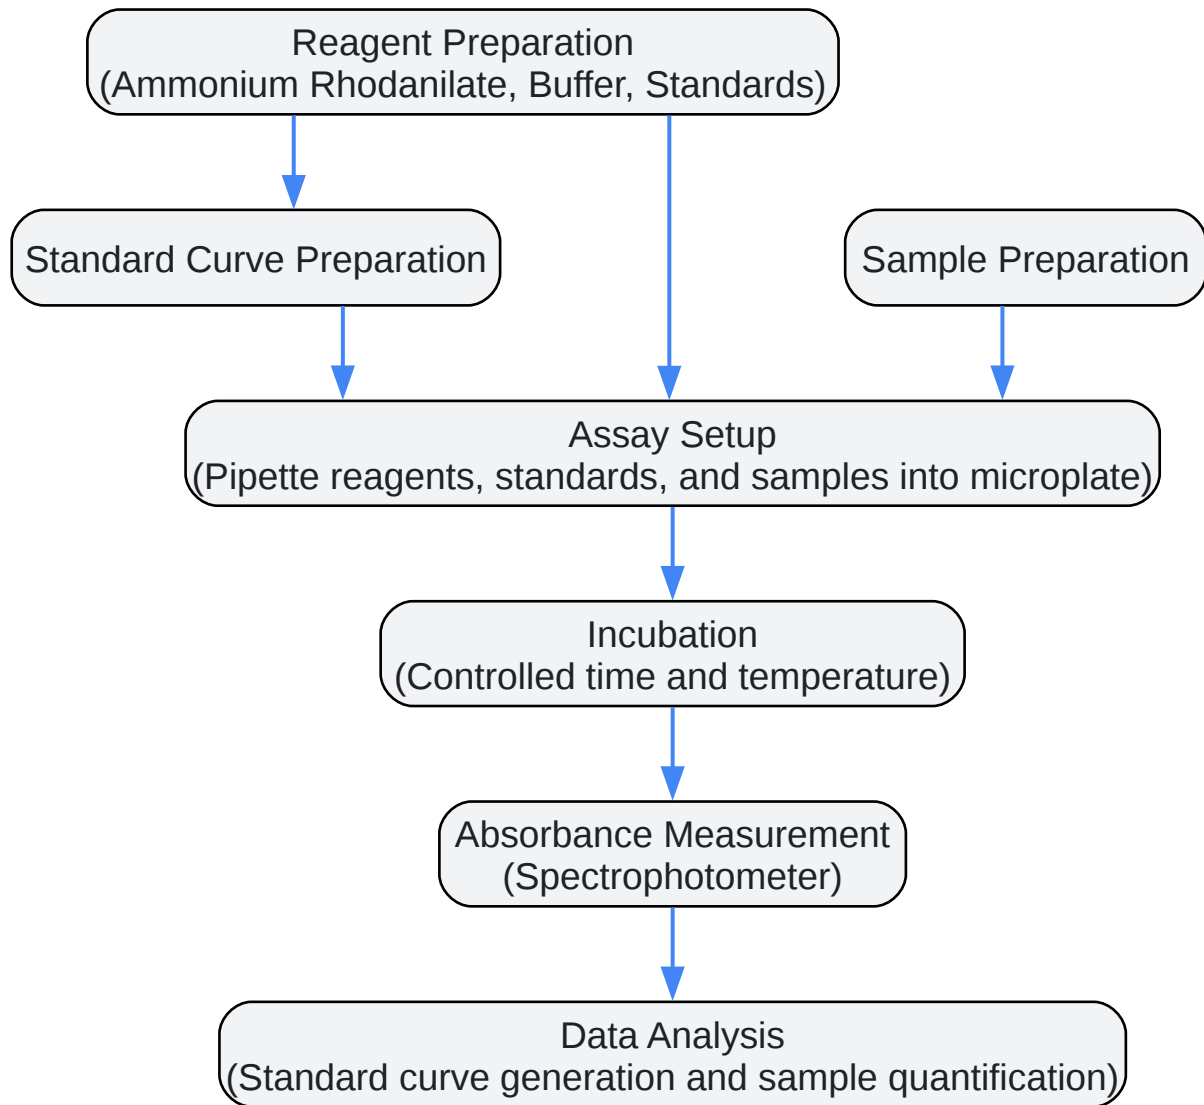 Reagent Preparation
(Ammonium Rhodanilate, Buffer, Standards)
Standard Curve Preparation
Sample Preparation
Assay Setup
(Pipette reagents, standards, and samples into microplate)
Incubation
(Controlled time and temperature)
Absorbance Measurement
(Spectrophotometer)
Data Analysis
(Standard curve generation and sample quantification)